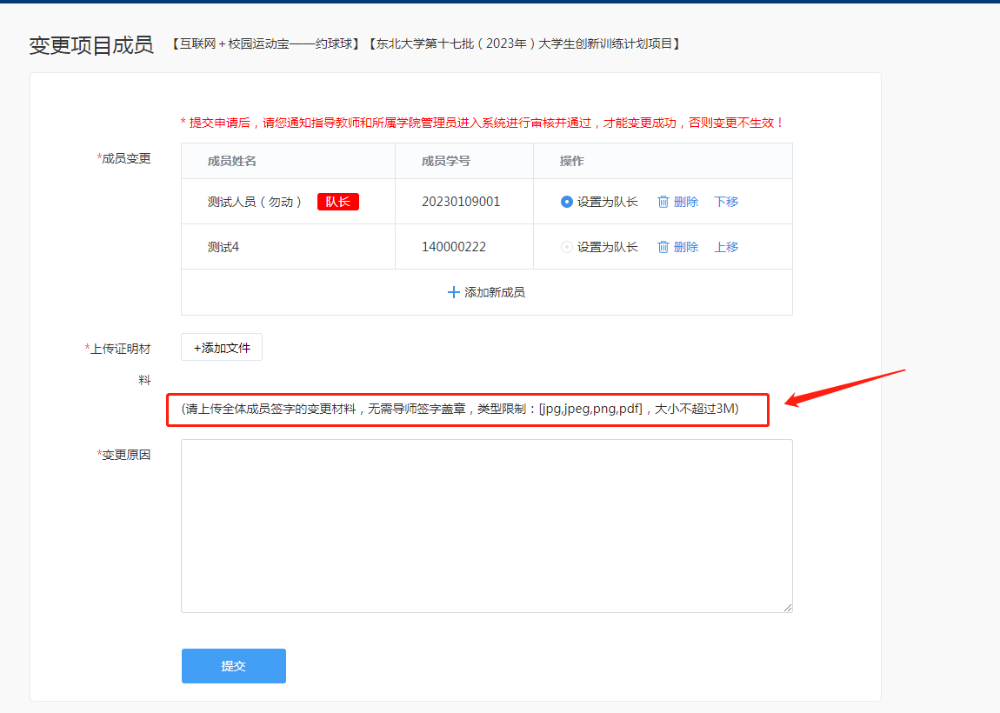 变更项目成员 【互联网+校园运动宝——约球球】【东北大学第十七批（2023年）大学生创新训练计划项目】
* 提交申请后，请您通知指导教师和所属学院管理员进入系统进行审核并通过，才能变更成功，否则变更不生效！
*成员变更
成员姓名 成员学号 操作
测试人员（勿动） 队长 20230109001 设置为队长 删除 下移
测试4 140000222 设置为队长 删除 上移
添加新成员
*上传证明材
料
+添加文件
(请上传全体成员签字的变更材料，无需导师签字盖章，类型限制：[jpg,jpeg,png,pdf]，大小不超过3M)
*变更原因
提交